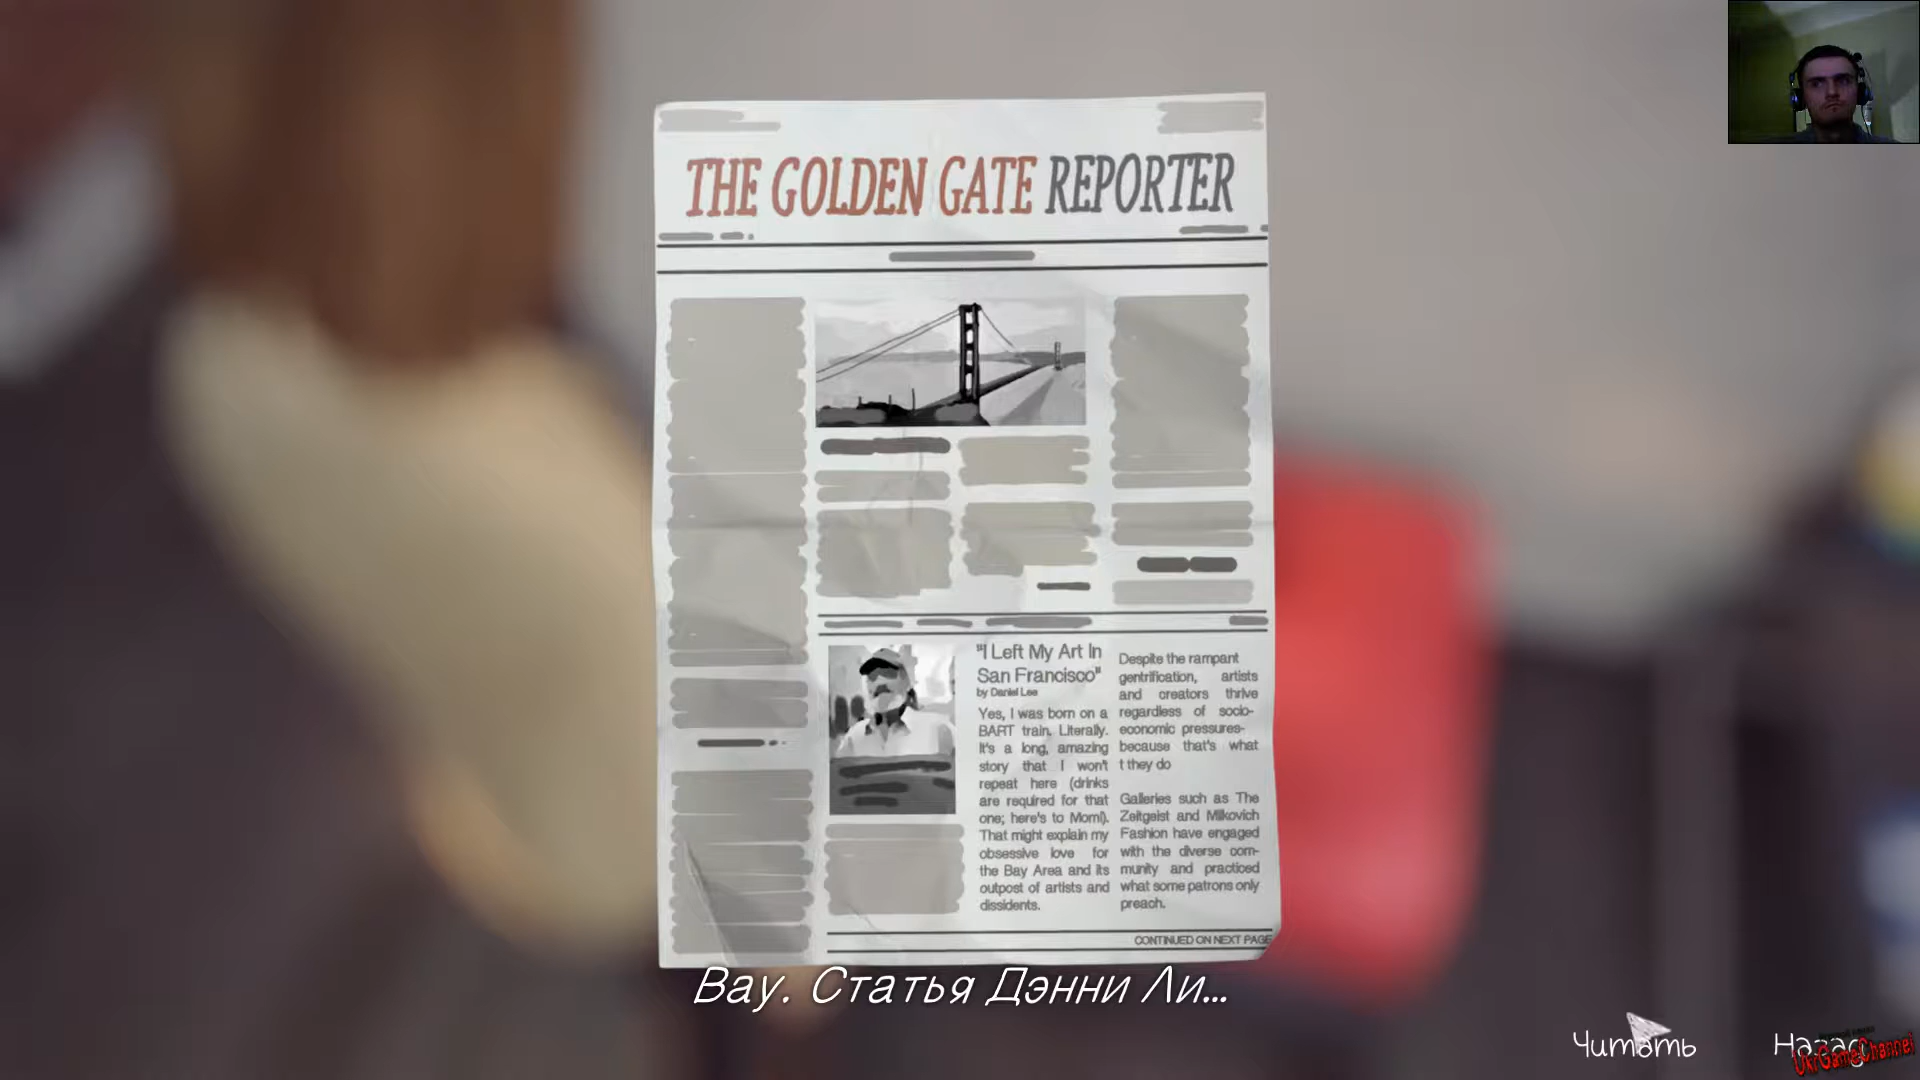 THE GOLDEN GATE REPORTER
"I Left My Art In
San Francisco"
by Daniel Lee
Yes, I was born on a
BART train. Literally.
It's a long, amazing
story that I won't
repeat here (drinks
are required for that
one; here's to Mom!).
That might explain my
obsessive love for
the Bay Area and its
outpost of artists and
dissidents.
Despite the rampant
gentrification, artists
and creators thrive
regardless of socio-
economic pressures-
because that's what
t they do
Galleries such as The
Zeitgeist and Milkovich
Fashion have engaged
with the diverse com-
munity and practiced
what some patrons only
preach.
CONTINUED ON NEXT PAGE
Вау. Статья Дэнни Ли...
Читать
Назад
UkrGameChannel